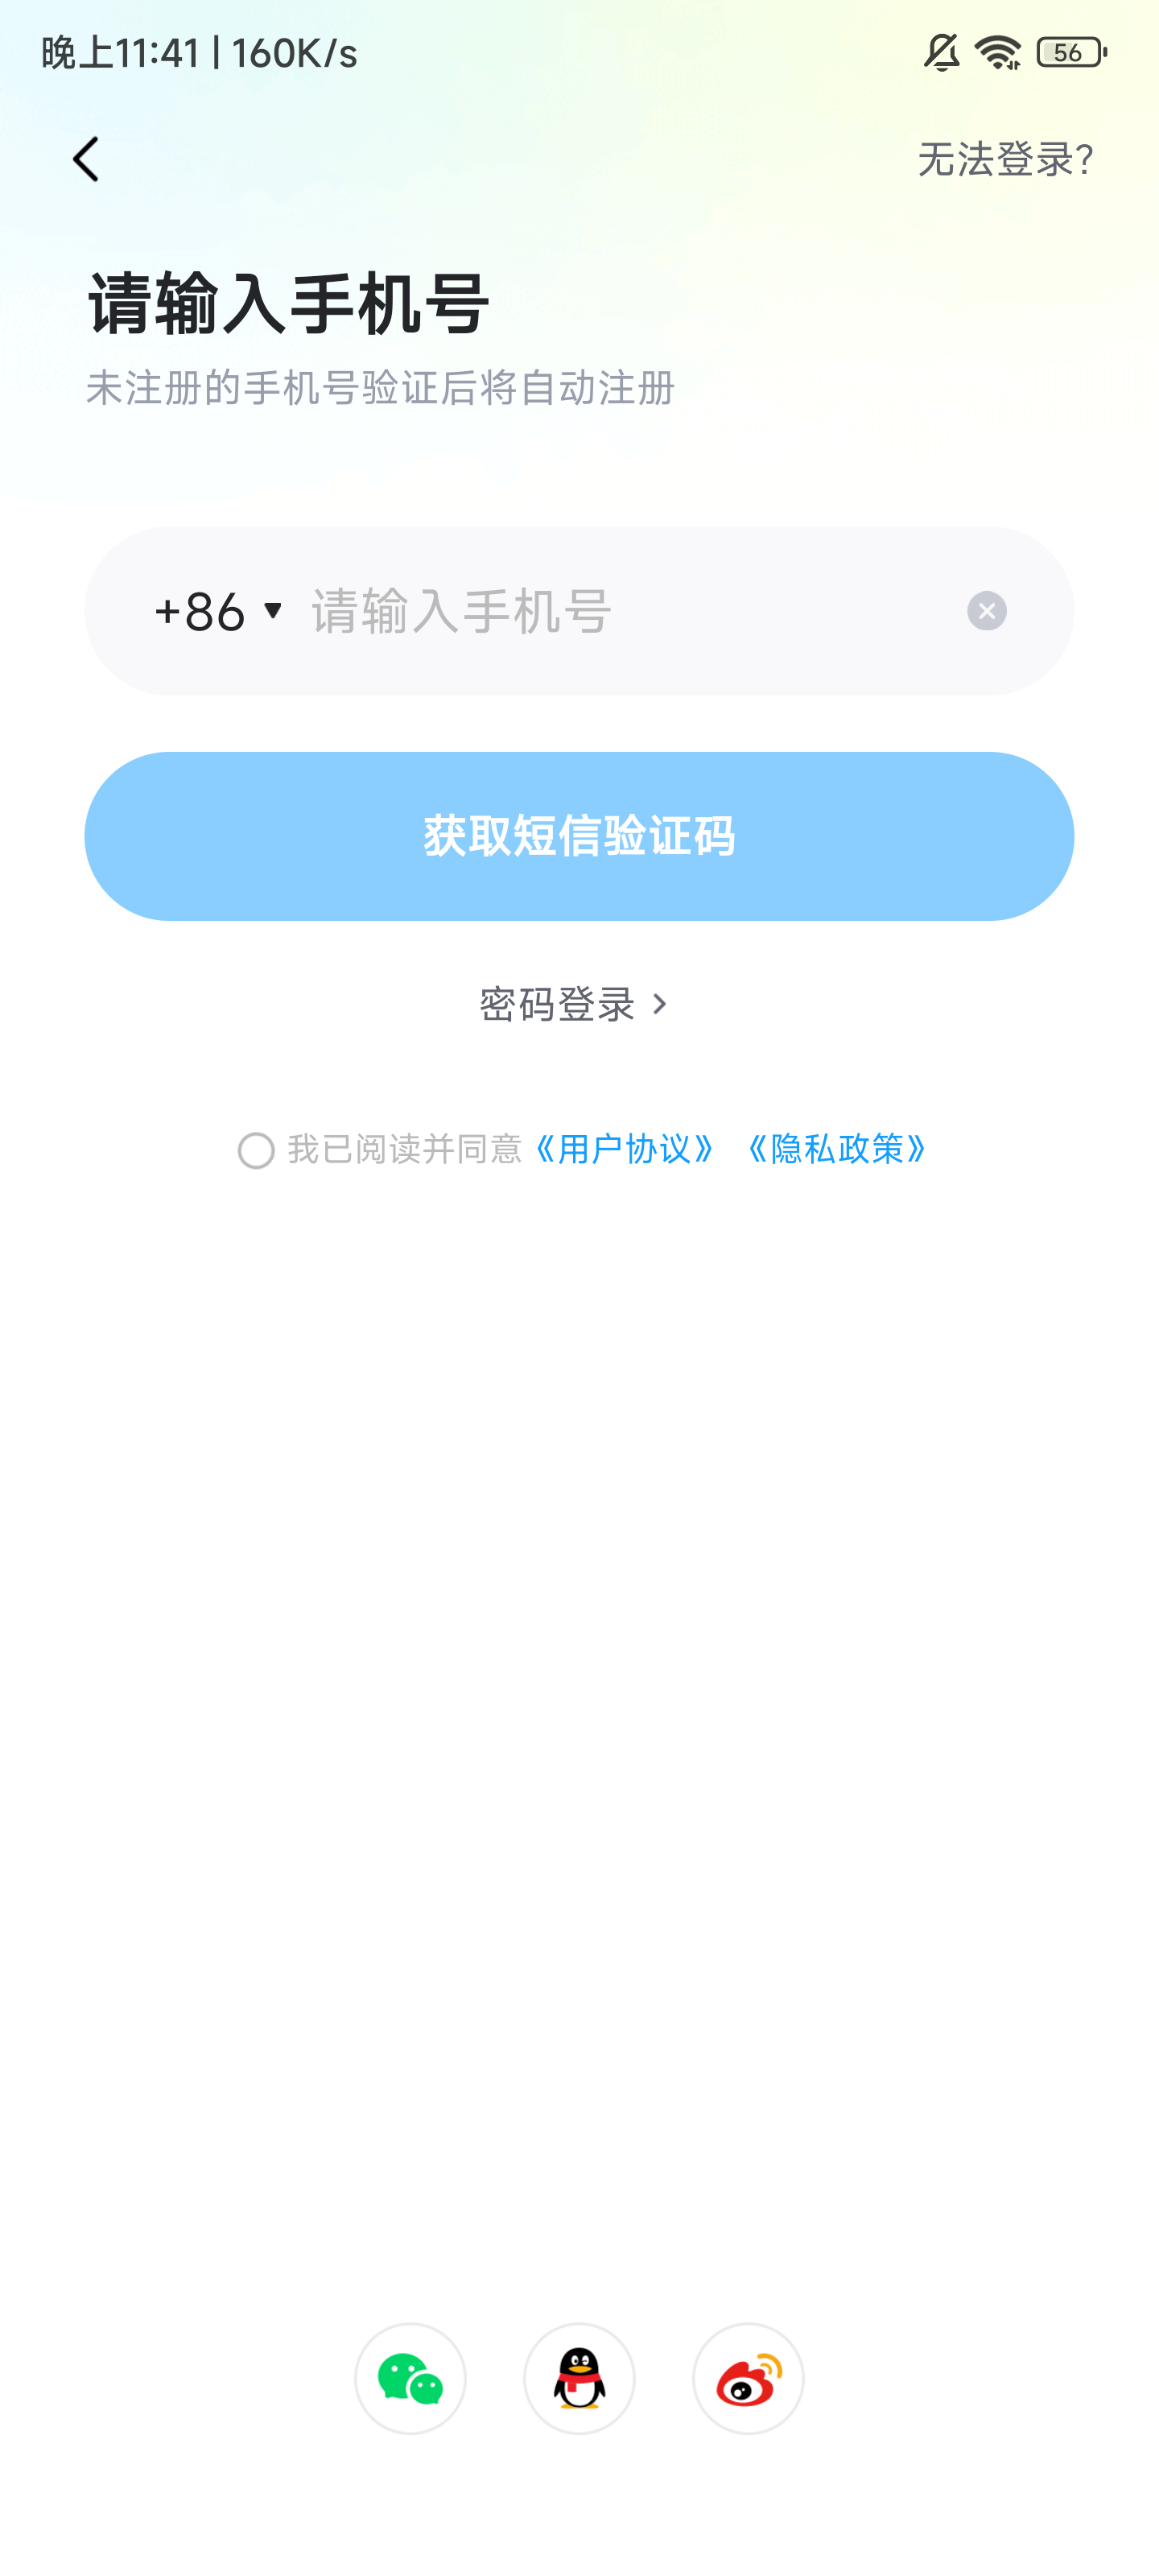 晚上11:41 | 160K/s
56
无法登录?
请输入手机号
未注册的手机号验证后将自动注册
+86 请输入手机号
获取短信验证码
密码登录 >
我已阅读并同意《用户协议》 《隐私政策》